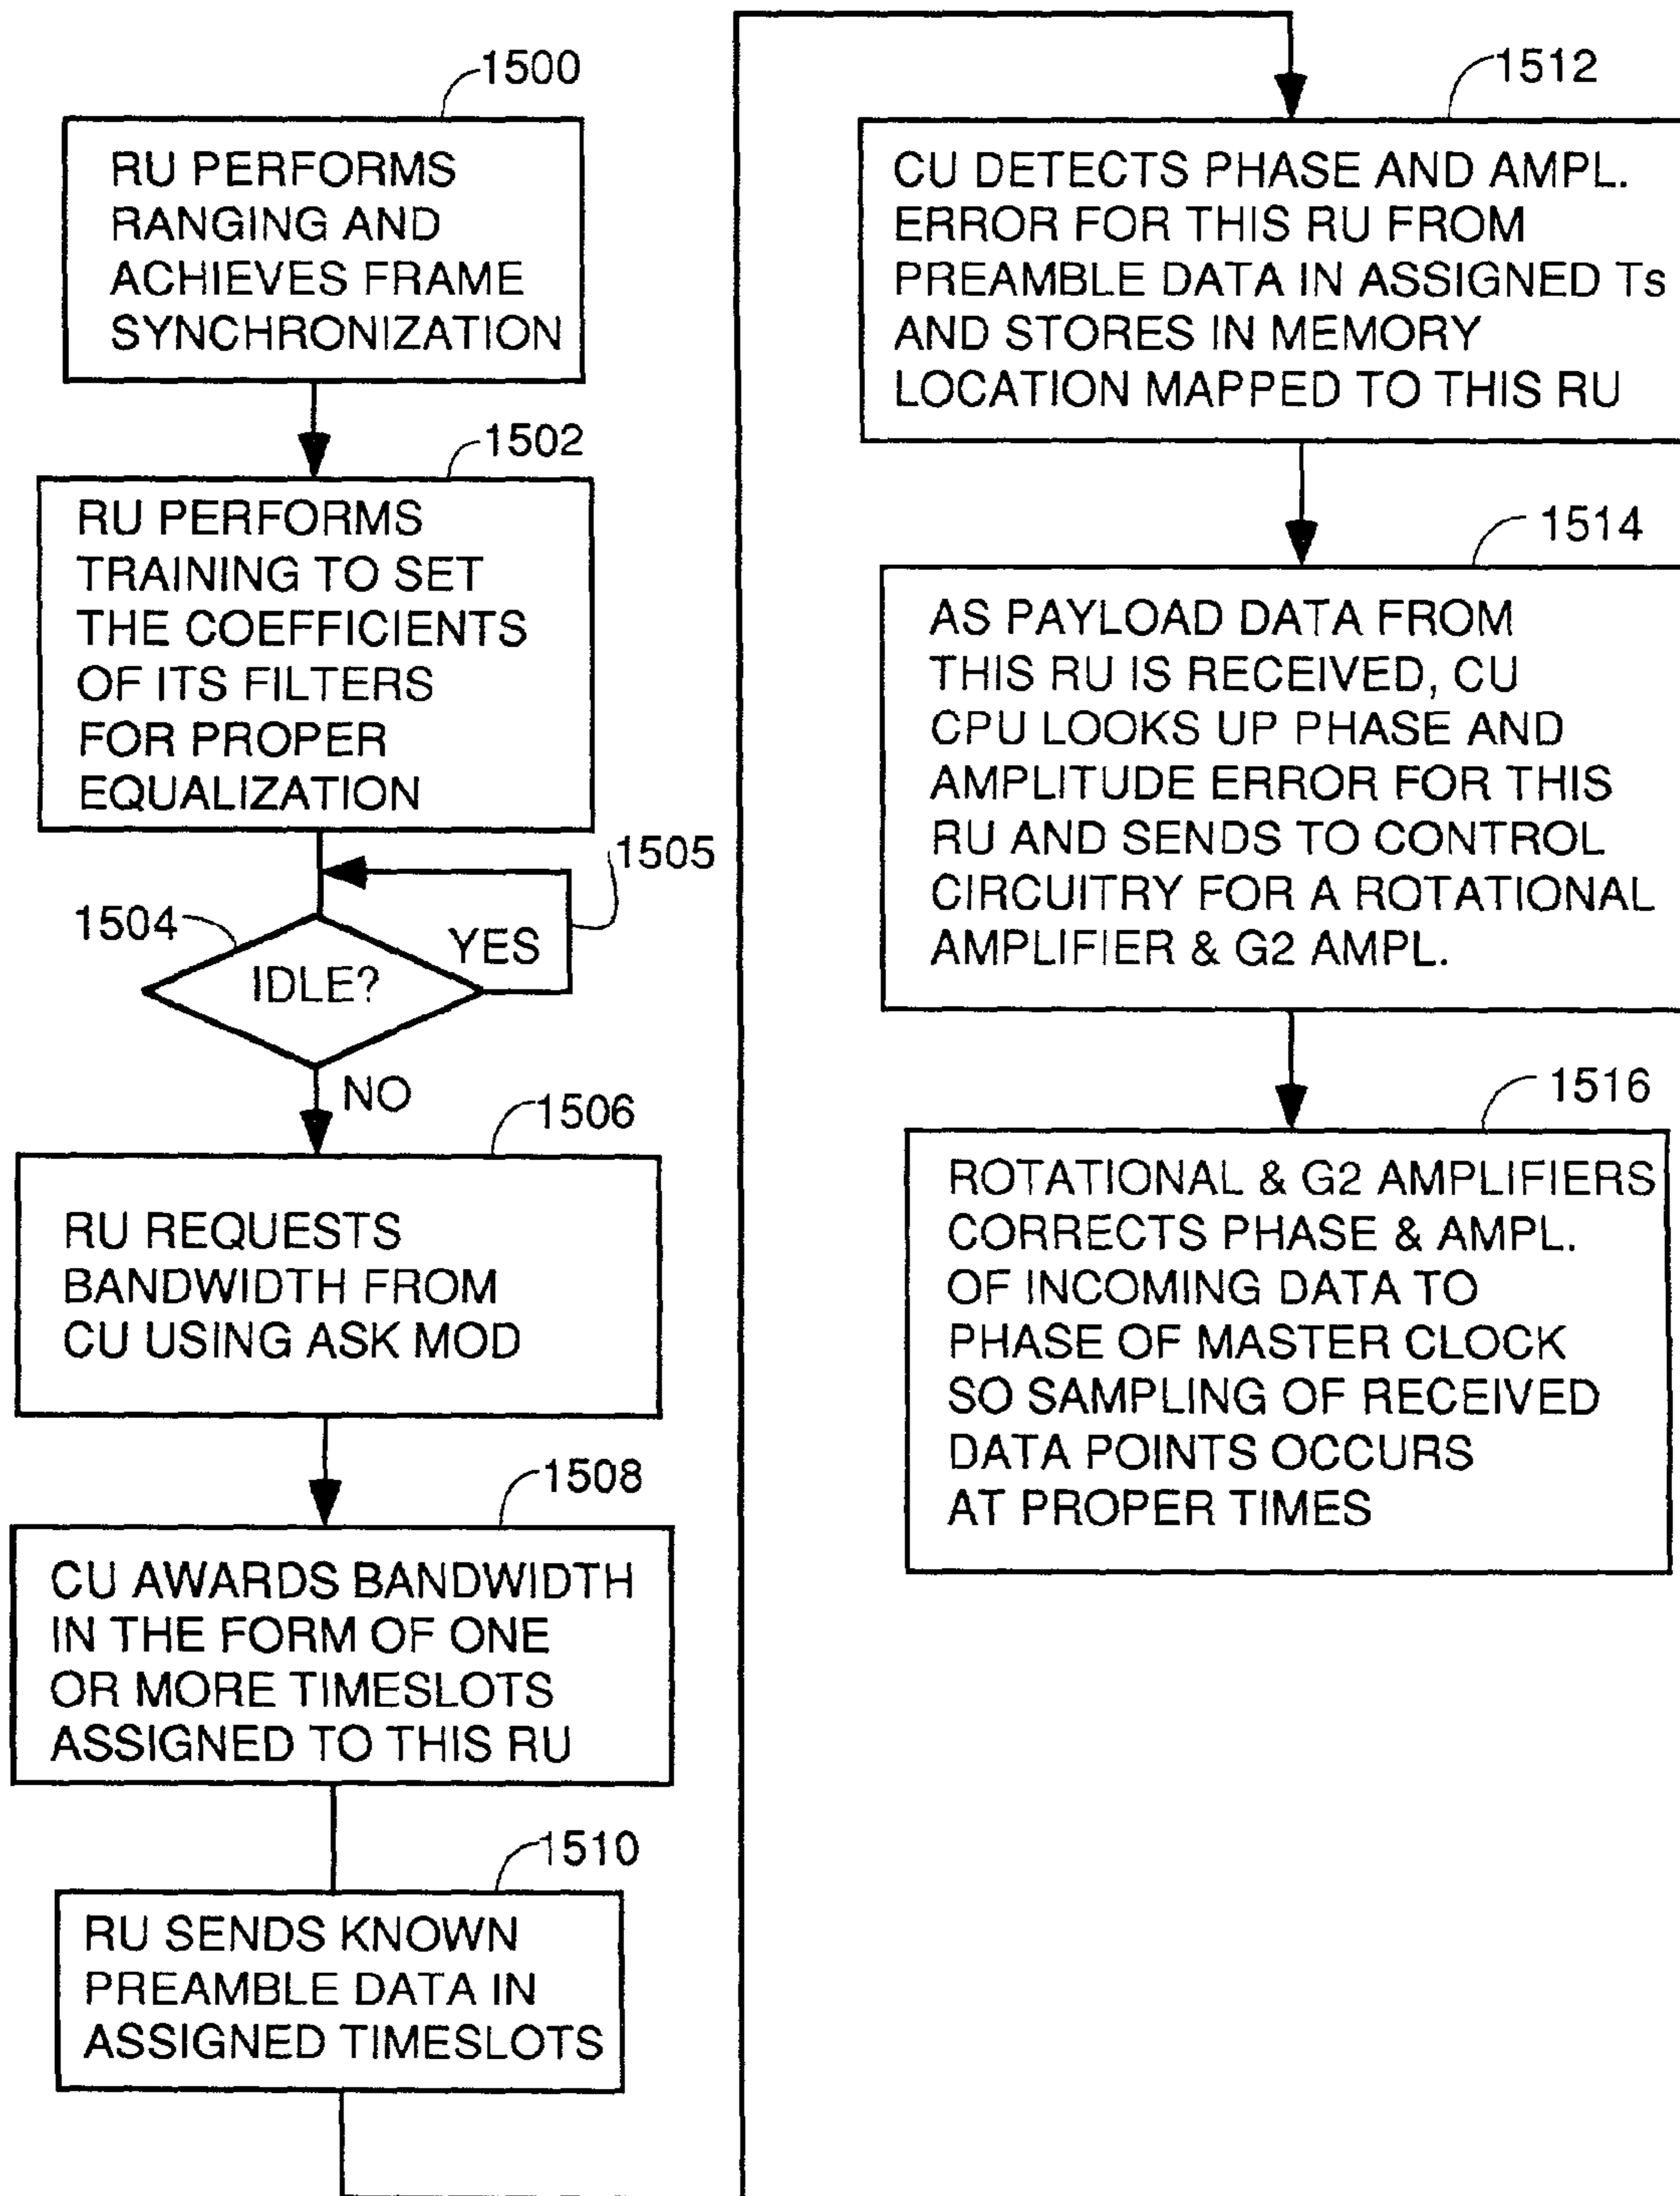 1500
RU PERFORMS
RANGING AND
ACHIEVES FRAME
SYNCHRONIZATION
1502
RU PERFORMS
TRAINING TO SET
THE COEFFICIENTS
OF ITS FILTERS
FOR PROPER
EQUALIZATION
1505
1504
YES
IDLE?
NO
1506
RU REQUESTS
BANDWIDTH FROM
CU USING ASK MOD
1508
CU AWARDS BANDWIDTH
IN THE FORM OF ONE
OR MORE TIMESLOTS
ASSIGNED TO THIS RU
1510
RU SENDS KNOWN
PREAMBLE DATA IN
ASSIGNED TIMESLOTS
1512
CU DETECTS PHASE AND AMPL.
ERROR FOR THIS RU FROM
PREAMBLE DATA IN ASSIGNED Ts
AND STORES IN MEMORY
LOCATION MAPPED TO THIS RU
1514
AS PAYLOAD DATA FROM
THIS RU IS RECEIVED, CU
CPU LOOKS UP PHASE AND
AMPLITUDE ERROR FOR THIS
RU AND SENDS TO CONTROL
CIRCUITRY FOR A ROTATIONAL
AMPLIFIER & G2 AMPL.
1516
ROTATIONAL & G2 AMPLIFIERS
CORRECTS PHASE & AMPL.
OF INCOMING DATA TO
PHASE OF MASTER CLOCK
SO SAMPLING OF RECEIVED
DATA POINTS OCCURS
AT PROPER TIMES